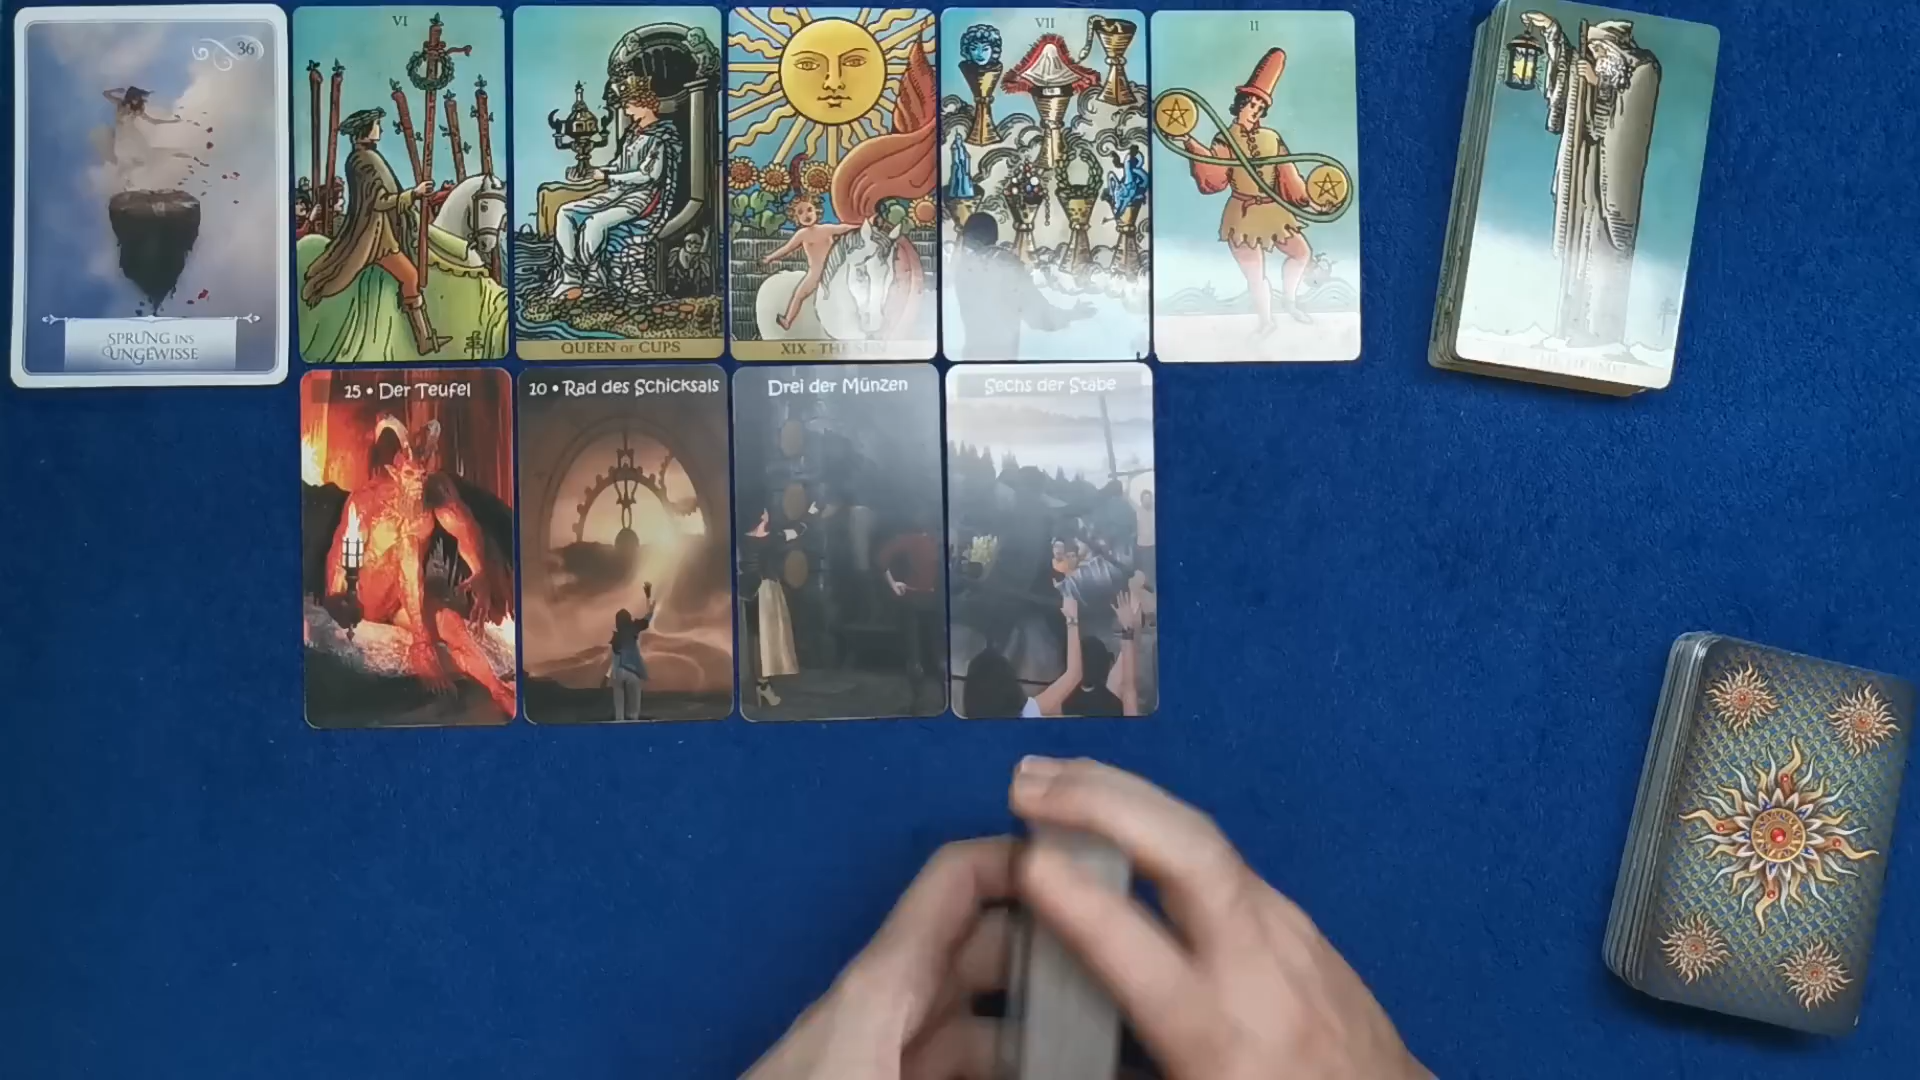 36
SPRUNG INS
UNGEWISSE
VI
QUEEN OF CUPS
XIX · THE SUN
VII
II
15 • Der Teufel
10 • Rad des Schicksals
Drei der Münzen
Sechs der Stäbe